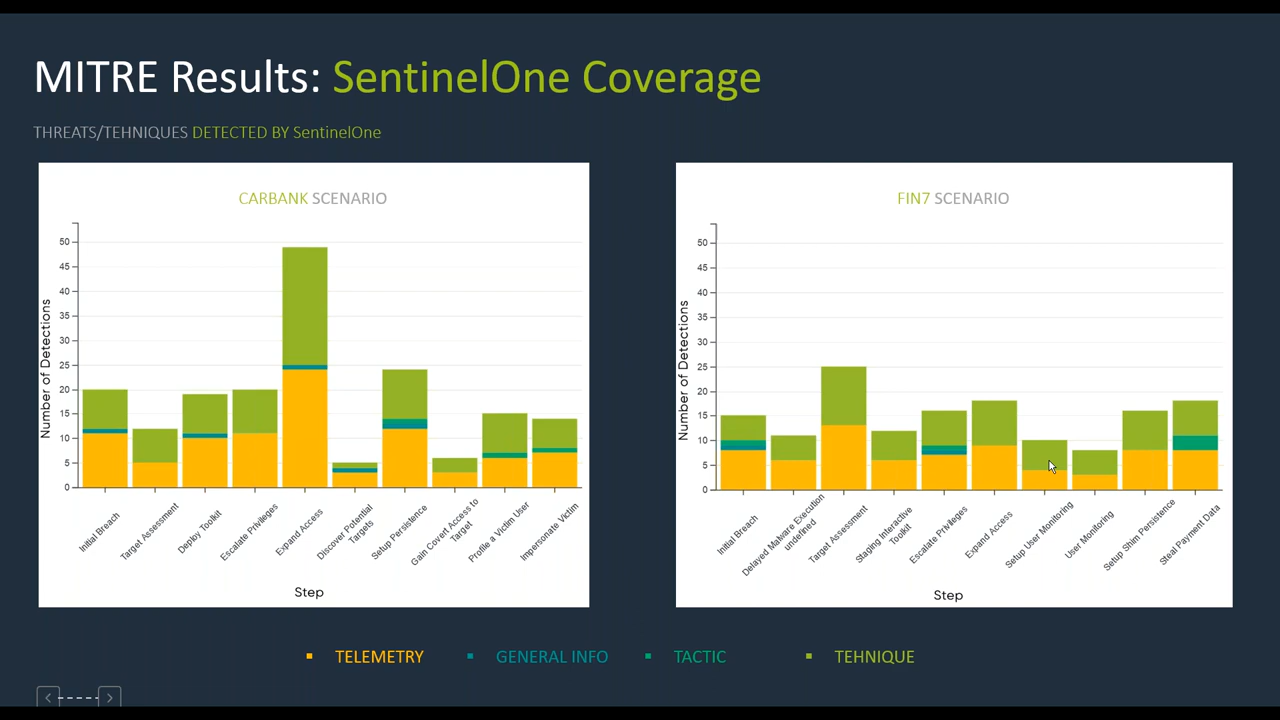 MITRE Results: SentinelOne Coverage
THREATS/TEHNIQUES DETECTED BY SentinelOne
CARBANK SCENARIO
Number of Detections
50
45
40
35
30
25
20
15
10
5
0
Initial Breach
Target Assessment
Deploy Toolkit
Escalate Privileges
Expand Access
Discover Potential
Targets
Setup Persistence
Gain Covert Access to
Target
Profile a Victim User
Impersonate Victim
Step
FIN7 SCENARIO
Number of Detections
50
45
40
35
30
25
20
15
10
5
0
Initial Breach
Delayed Malware Execution
undefined
Target Assessment
Staging Interactive
Toolkit
Escalate Privileges
Expand Access
Setup User Monitoring
User Monitoring
Setup Shim Persistence
Steal Payment Data
Step
TELEMETRY
GENERAL INFO
TACTIC
TEHNIQUE